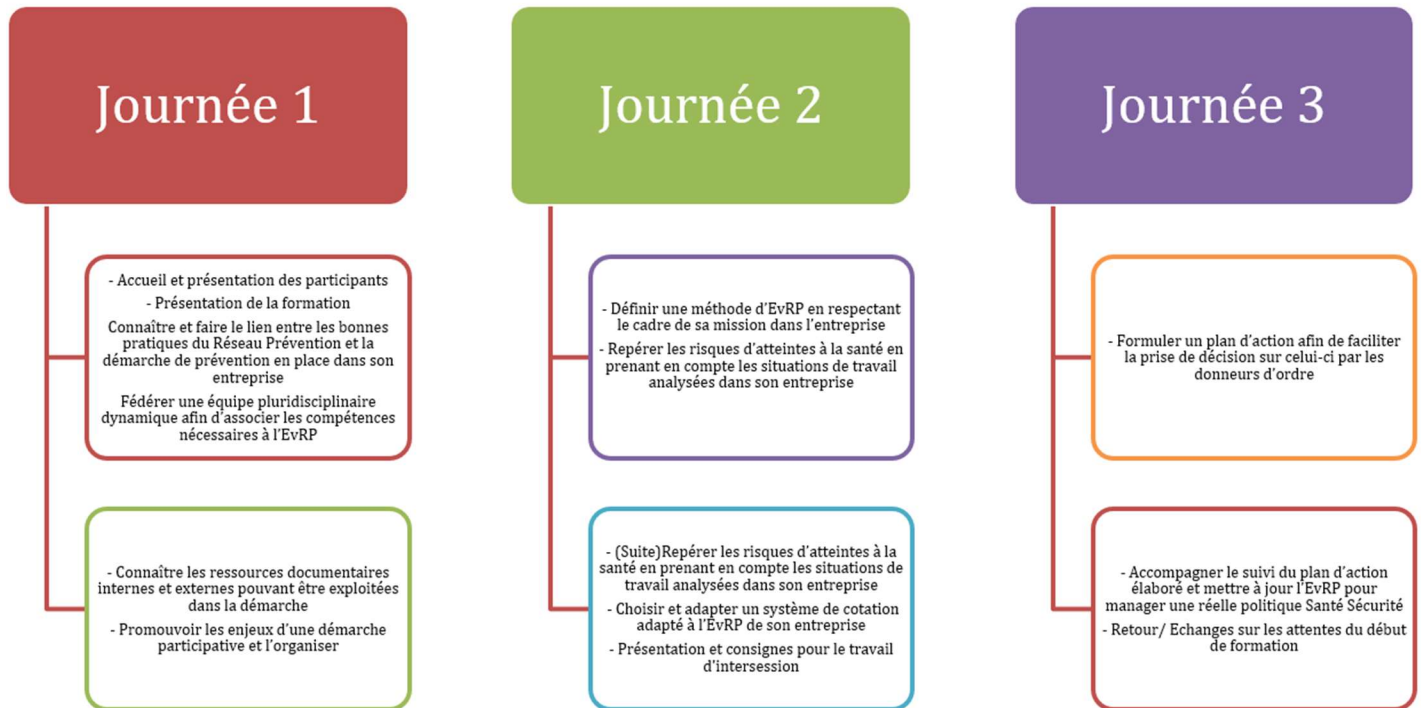 Journée 1
- Accueil et présentation des participants
- Présentation de la formation
Connaître et faire le lien entre les bonnes
pratiques du Réseau Prévention et la
démarche de prévention en place dans son
entreprise
Fédérer une équipe pluridisciplinaire
dynamique afin d'associer les compétences
nécessaires à l'EvRP
- Connaître les ressources documentaires
internes et externes pouvant être exploitées
dans la démarche
- Promouvoir les enjeux d'une démarche
participative et l'organiser
Journée 2
- Définir une méthode d'EvRP en respectant
le cadre de sa mission dans l'entreprise
- Repérer les risques d'atteintes à la santé en
prenant en compte les situations de travail
analysées dans son entreprise
- (Suite)Repérer les risques d'atteintes à la
santé en prenant en compte les situations de
travail analysées dans son entreprise
- Choisir et adapter un système de cotation
adapté à l'EvRP de son entreprise
- Présentation et consignes pour le travail
d'intersession
Journée 3
- Formuler un plan d'action afin de faciliter
la prise de décision sur celui-ci par les
donneurs d'ordre
- Accompagner le suivi du plan d'action
élaboré et mettre à jour l'EvRP pour
manager une réelle politique Santé Sécurité
- Retour/ Echanges sur les attentes du début
de formation